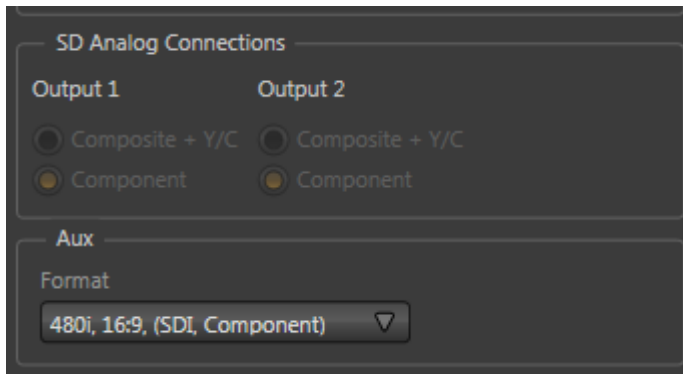 SD Analog Connections
Output 1 Output 2
Composite + Y/C Composite + Y/C
Component Component
Aux
Format
480i, 16:9, (SDI, Component)